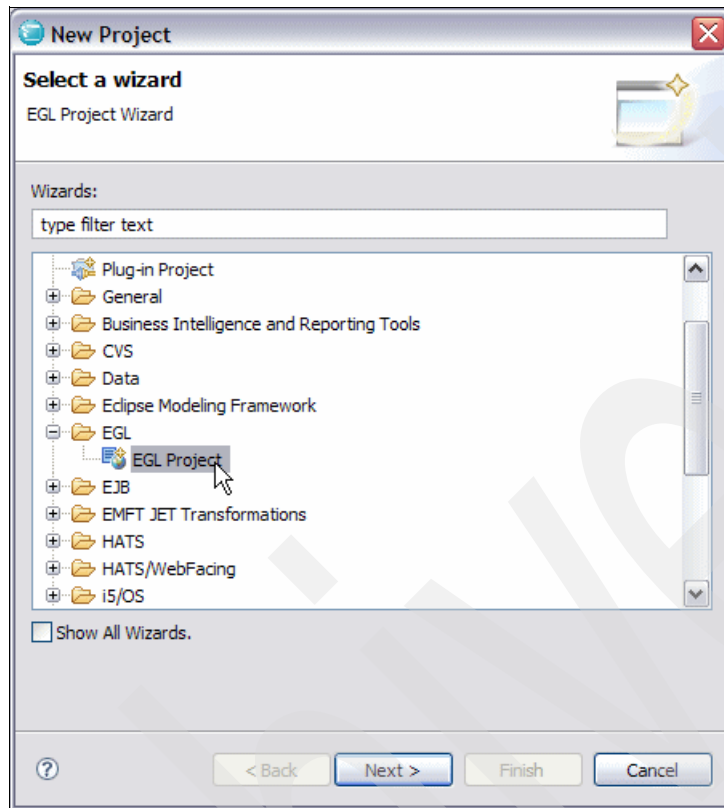 New Project
Select a wizard
EGL Project Wizard
Wizards:
type filter text
Plug-in Project
General
Business Intelligence and Reporting Tools
CVS
Data
Eclipse Modeling Framework
EGL
EGL Project
EJB
EMFT JET Transformations
HATS
HATS/WebFacing
i5/OS
Show All Wizards.
? < Back Next > Finish Cancel